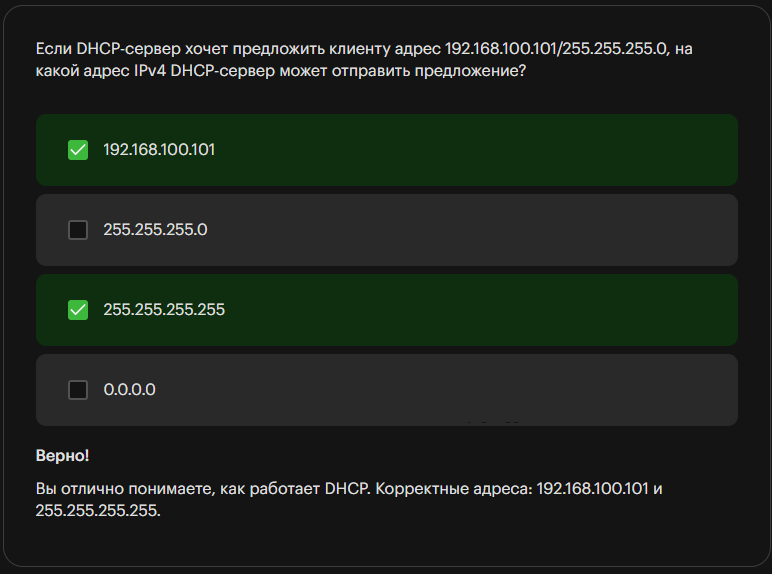 Если DHCP-сервер хочет предложить клиенту адрес 192.168.100.101/255.255.255.0, на
какой адрес IPv4 DHCP-сервер может отправить предложение?
192.168.100.101
255.255.255.0
255.255.255.255
0.0.0.0
Верно!
Вы отлично понимаете, как работает DHCP. Корректные адреса: 192.168.100.101 и
255.255.255.255.